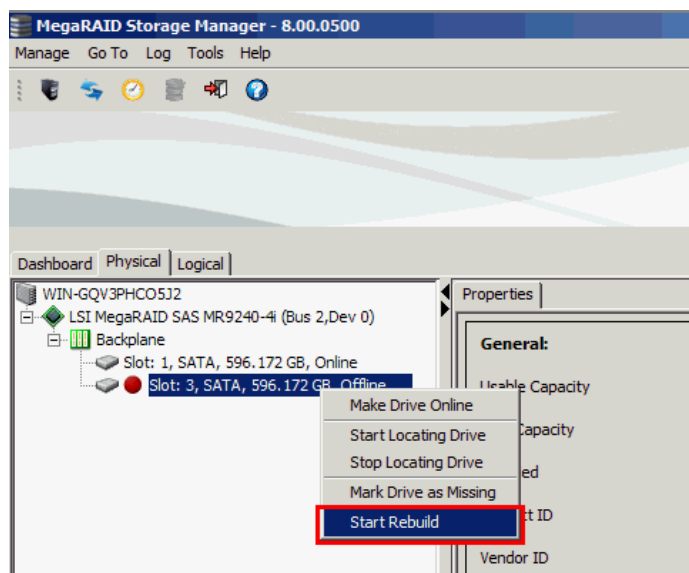 MegaRAID Storage Manager - 8.00.0500
Manage Go To Log Tools Help
Dashboard Physical Logical
WIN-GQV3PHCO5J2
LSI MegaRAID SAS MR9240-4i (Bus 2,Dev 0)
Backplane
Slot: 1, SATA, 596.172 GB, Online
Slot: 3, SATA, 596.172 GB, Offline
Make Drive Online
Start Locating Drive
Stop Locating Drive
Mark Drive as Missing
Start Rebuild
Properties
General:
Usable Capacity
Capacity
ed
ct ID
Vendor ID